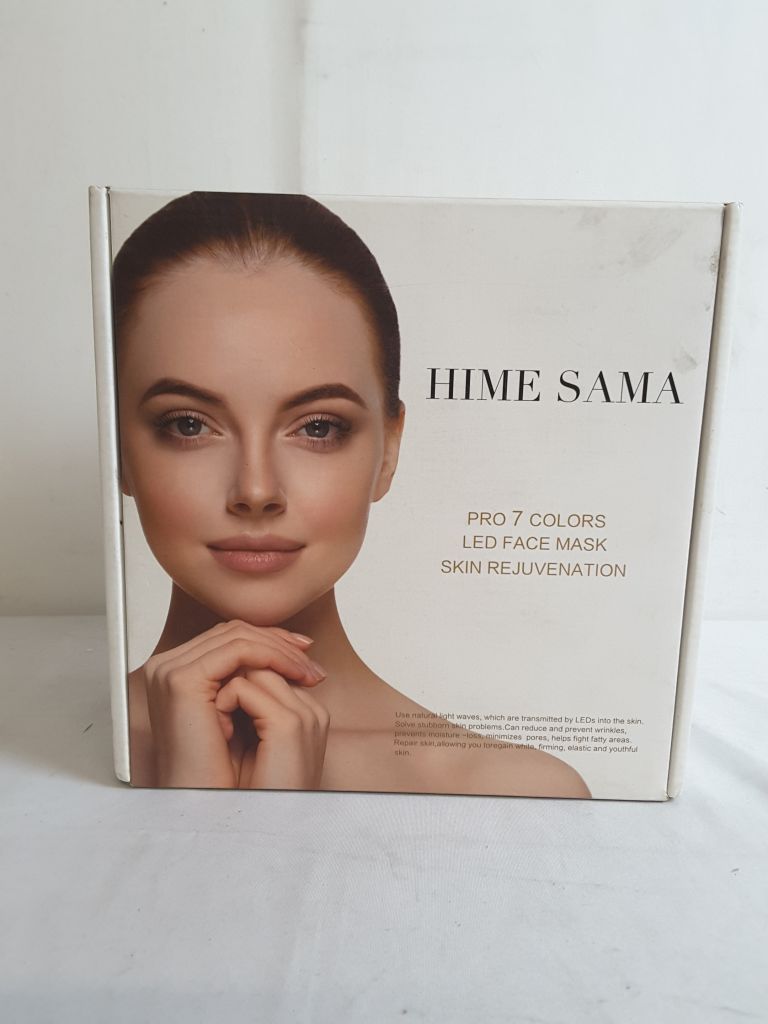 HIME SAMA
PRO 7 COLORS
LED FACE MASK
SKIN REJUVENATION
Use natural light waves, which are transmitted by LEDs into the skin.
Solve stubborn skin problems.Can reduce and prevent wrinkles,
prevents moisture -loss, minimizes pores, helps fight fatty areas.
Repair skin,allowing you toregain white, firming, elastic and youthful
skin.